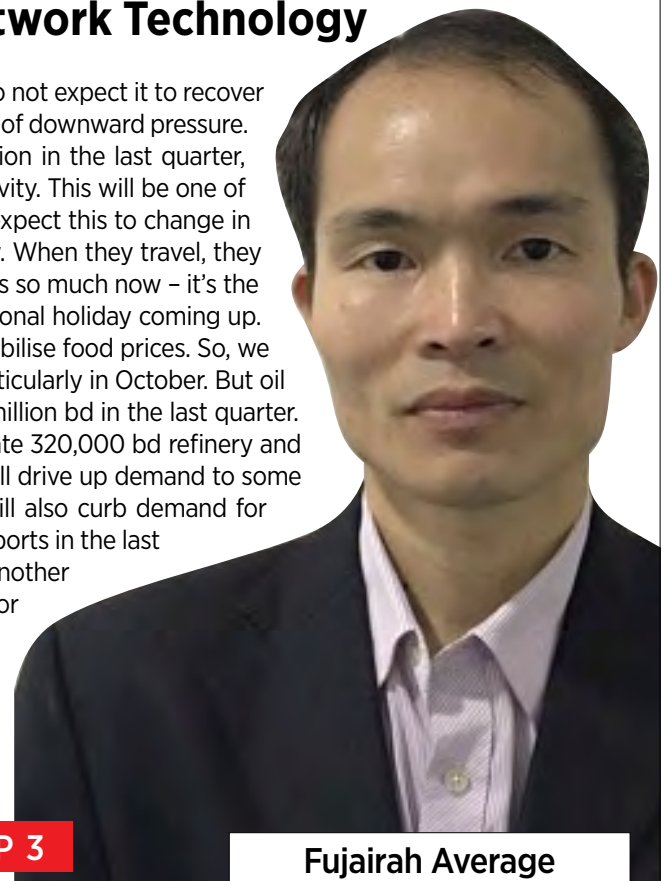 twork Technology
o not expect it to recover
of downward pressure.
ion in the last quarter,
vity. This will be one of
expect this to change in
. When they travel, they
s so much now – it's the
onal holiday coming up.
bilise food prices. So, we
ticularly in October. But oil
million bd in the last quarter.
ate 320,000 bd refinery and
ll drive up demand to some
ill also curb demand for
ports in the last
nother
or
P 3
Fujairah Average